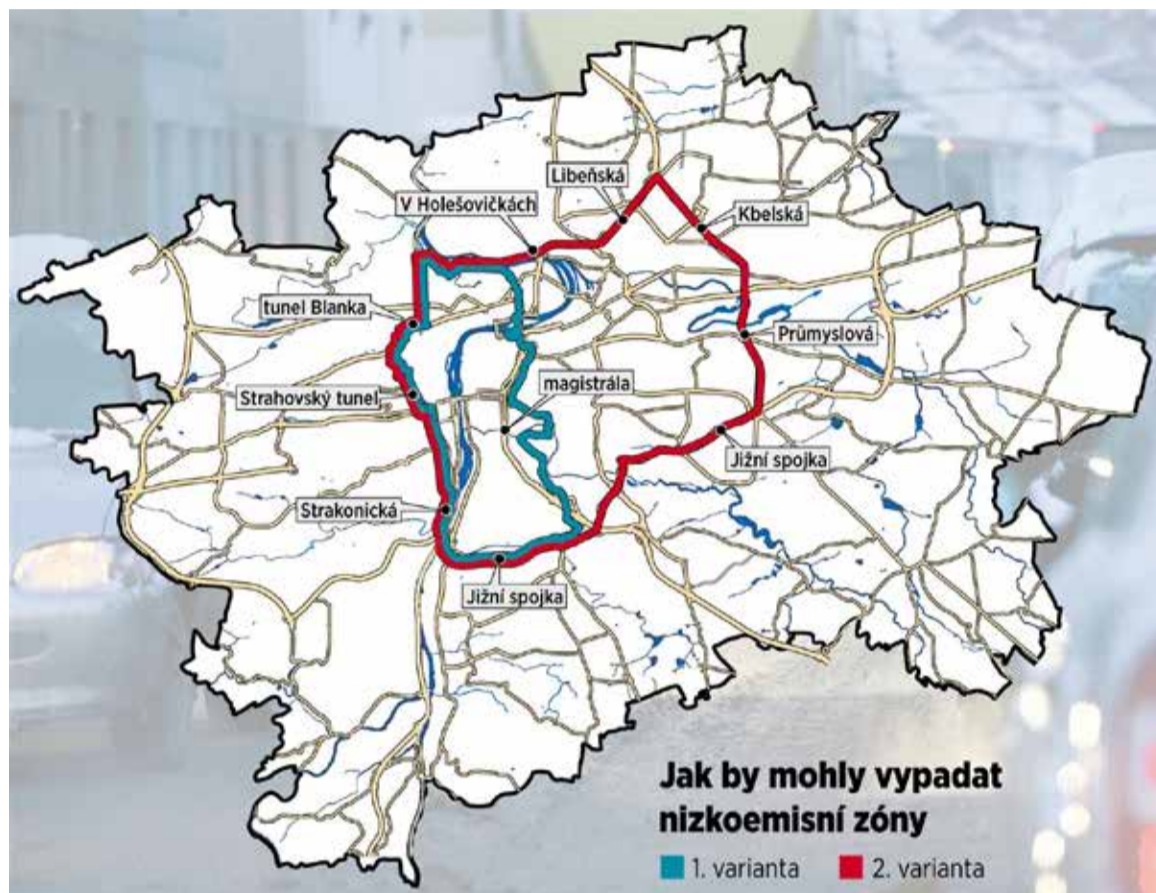 Libeňská
V Holešovičkách
Kbelská
tunel Blanka
Průmyslová
Strahovský tunel
magistrála
Jižní spojka
Strakonická
Jižní spojka
Jak by mohly vypadat
nizkoemisní zóny
1. varianta
2. varianta